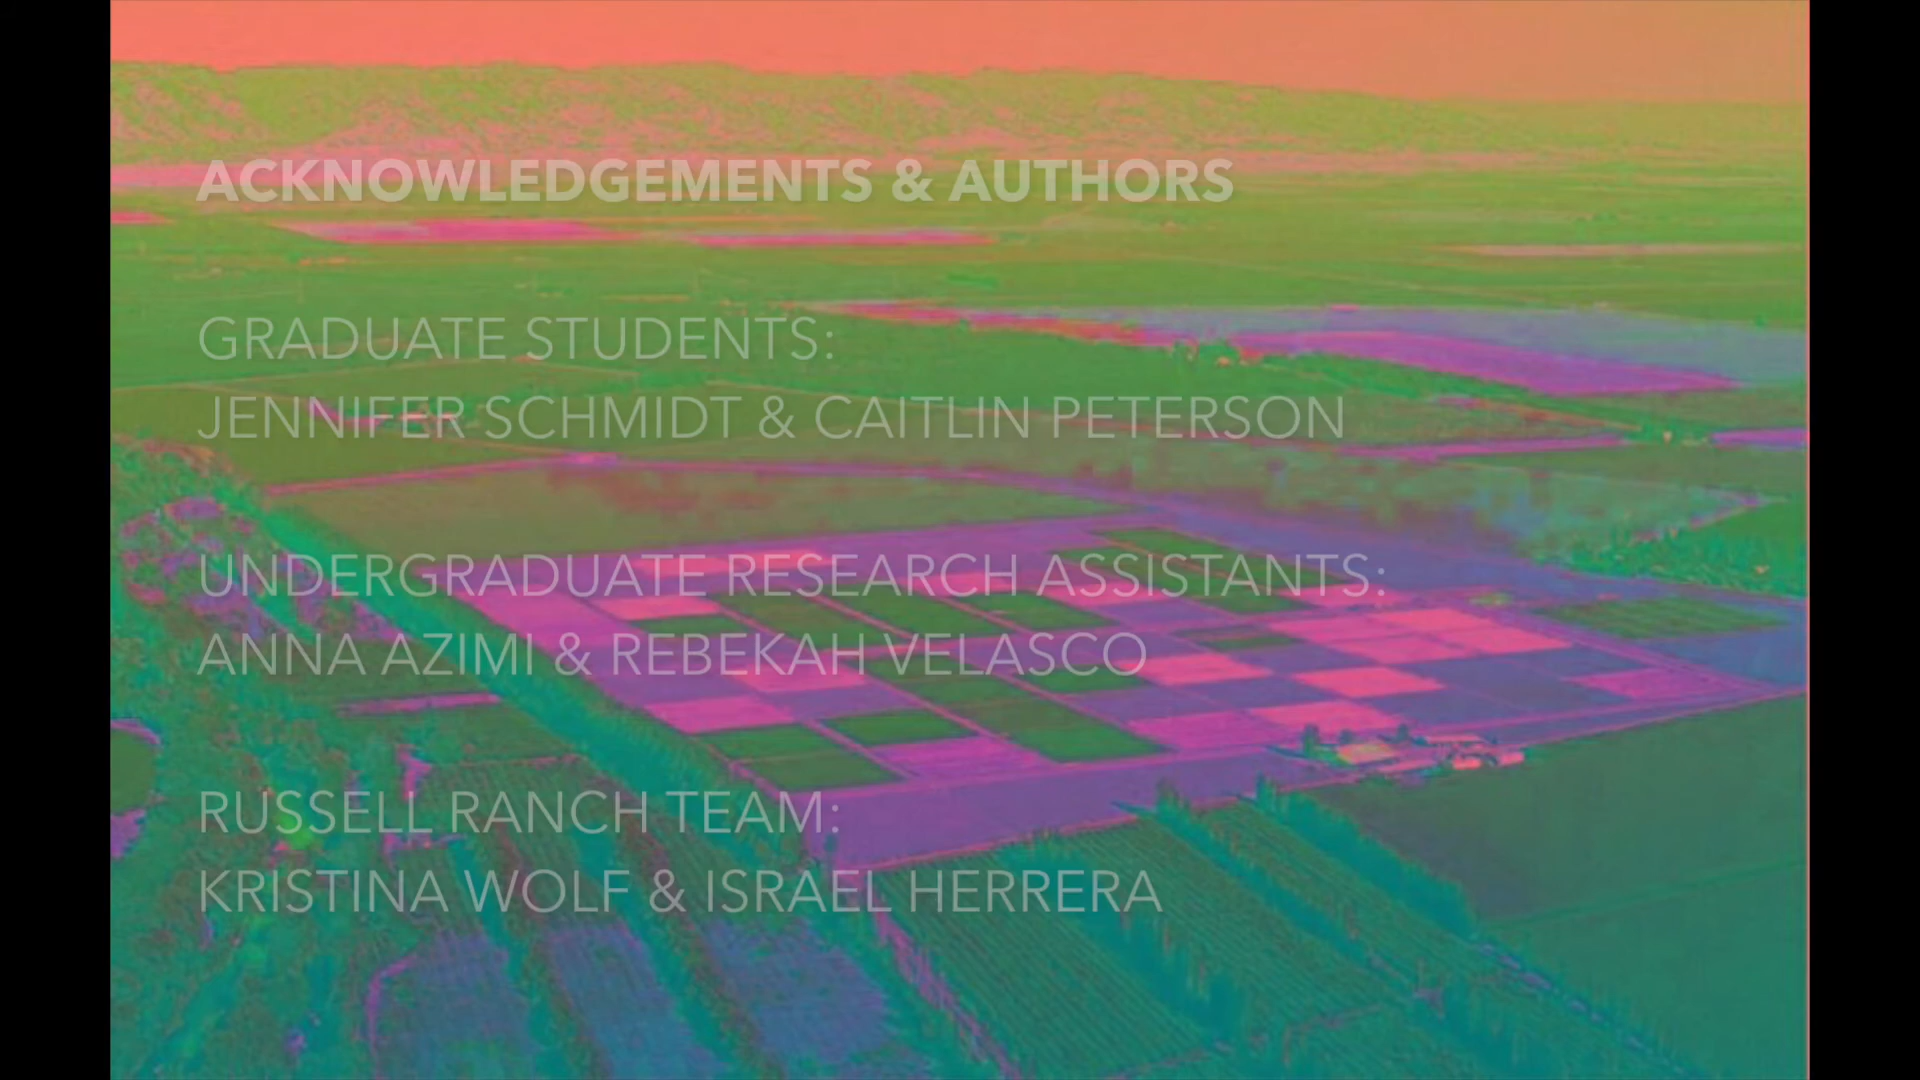 ACKNOWLEDGEMENTS & AUTHORS
GRADUATE STUDENTS:
JENNIFER SCHMIDT & CAITLIN PETERSON
UNDERGRADUATE RESEARCH ASSISTANTS:
ANNA AZIMI & REBEKAH VELASCO
RUSSELL RANCH TEAM:
KRISTINA WOLF & ISRAEL HERRERA